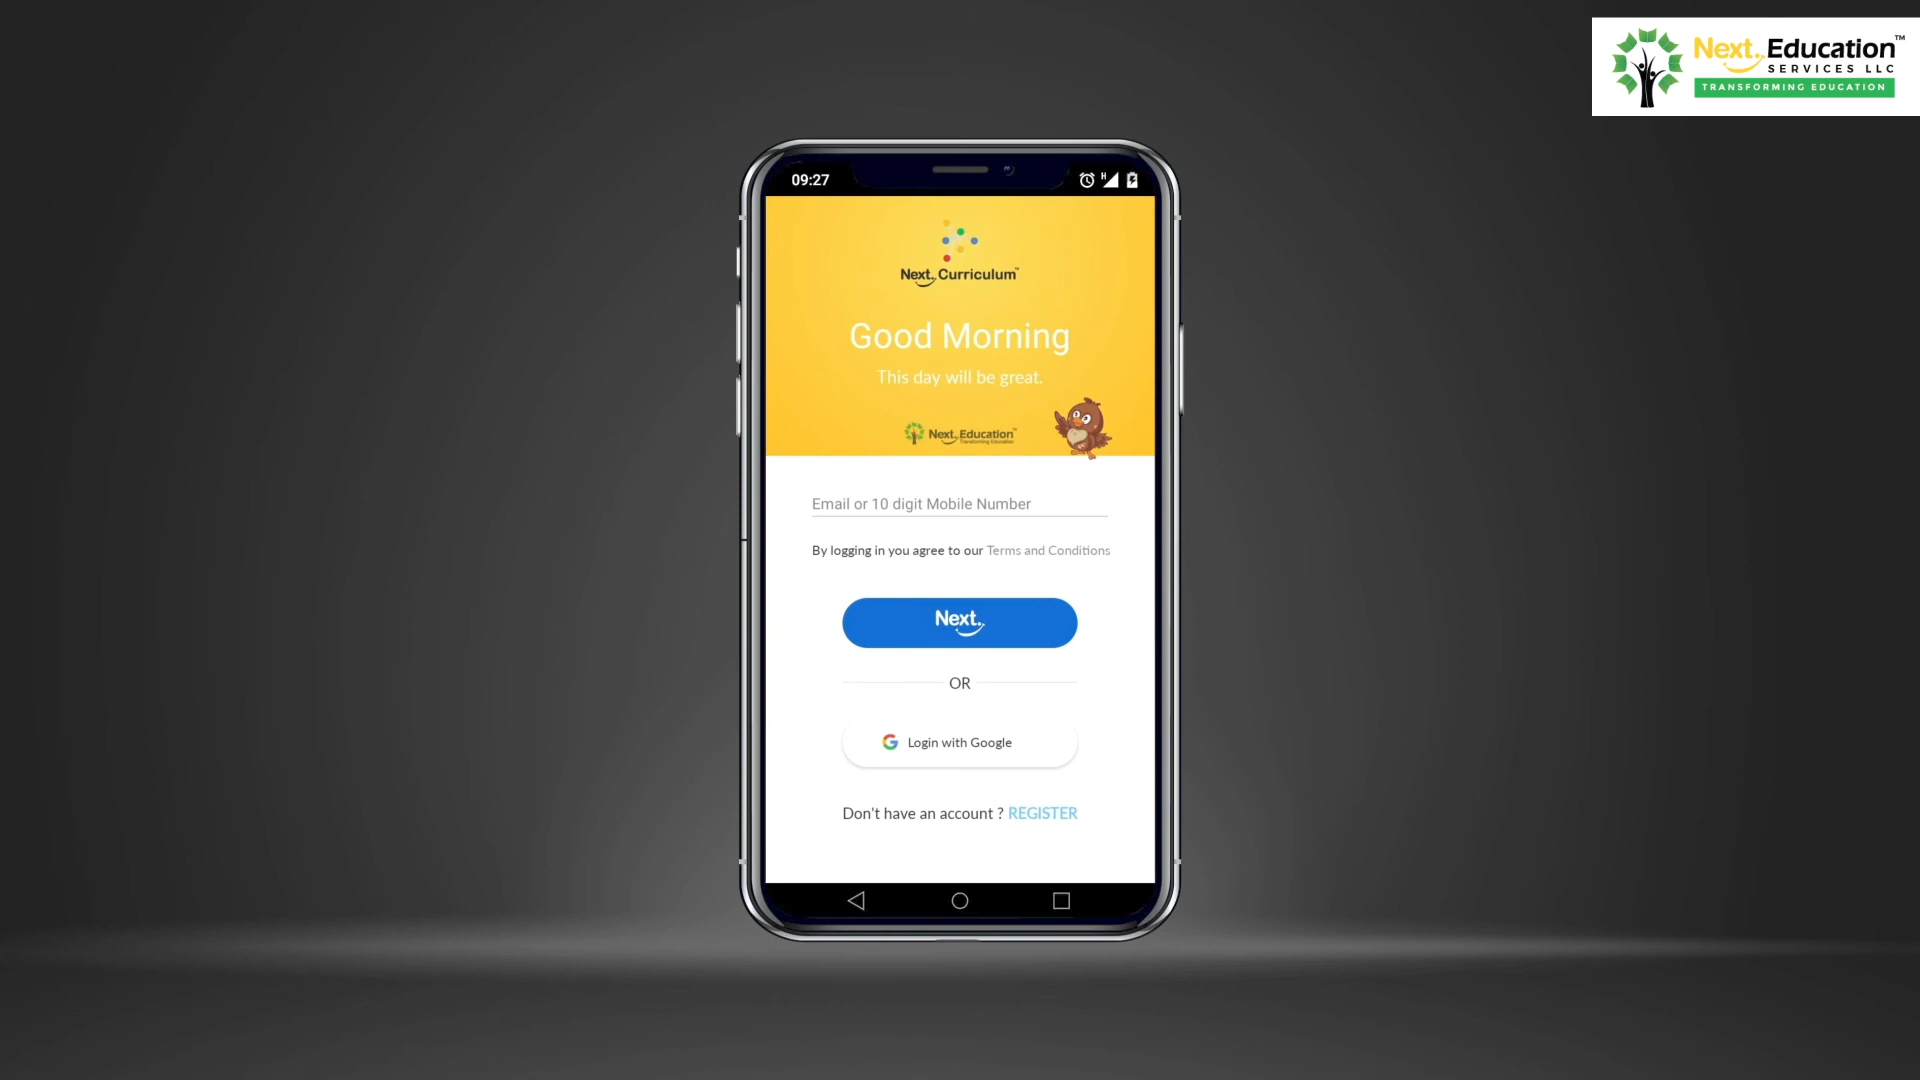 Next. Education™
SERVICES LLC
TRANSFORMING EDUCATION
09:27
H
Next. Curriculum™
Good Morning
This day will be great.
Next. Education™
Transforming Education
Email or 10 digit Mobile Number
By logging in you agree to our Terms and Conditions
Next.
OR
Login with Google
Don't have an account ? REGISTER